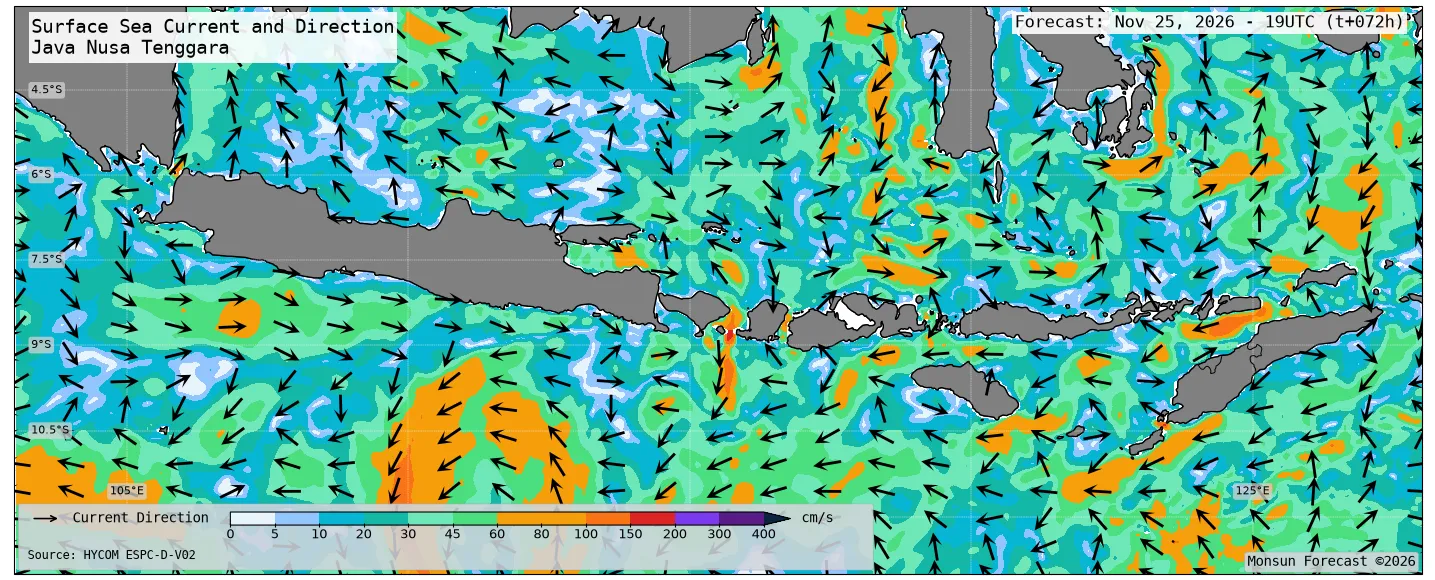 Surface Sea Current and Direction
Java Nusa Tenggara
Forecast: Nov 25, 2026 - 19UTC (t+072h)
4.5°S
6°S
7.5°S
9°S
10.5°S
105°E
125°E
Current Direction
0 5 10 20 30 45 60 80 100 150 200 300 400 cm/s
Source: HYCOM ESPC-D-V02
Monsun Forecast ©2026